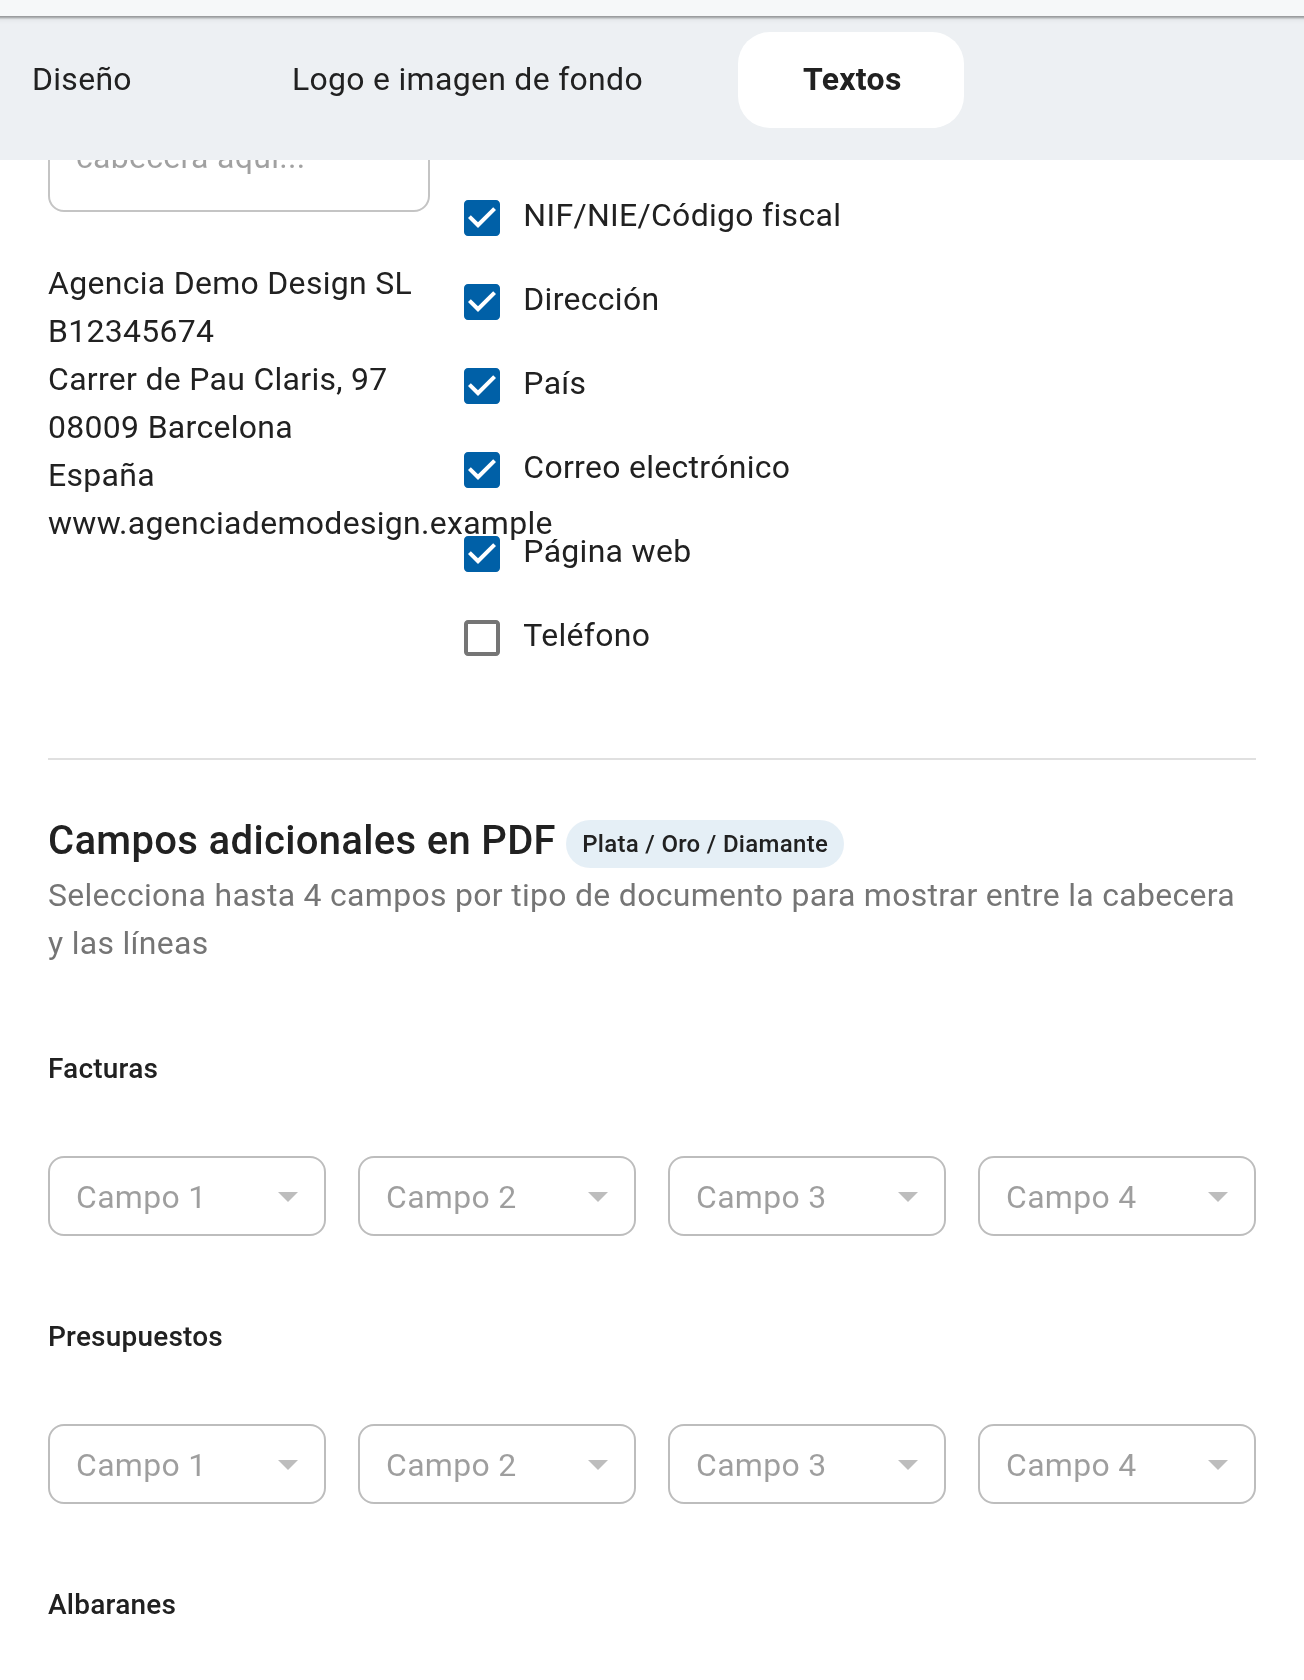 Diseño
Logo e imagen de fondo
Textos
cabecera aquí...
NIF/NIE/Código fiscal
Dirección
País
Correo electrónico
Página web
Teléfono
Agencia Demo Design SL
B12345674
Carrer de Pau Claris, 97
08009 Barcelona
España
www.agenciademodesign.example
Campos adicionales en PDF
Plata / Oro / Diamante
Selecciona hasta 4 campos por tipo de documento para mostrar entre la cabecera
y las líneas
Facturas
Campo 1
Campo 2
Campo 3
Campo 4
Presupuestos
Campo 1
Campo 2
Campo 3
Campo 4
Albaranes